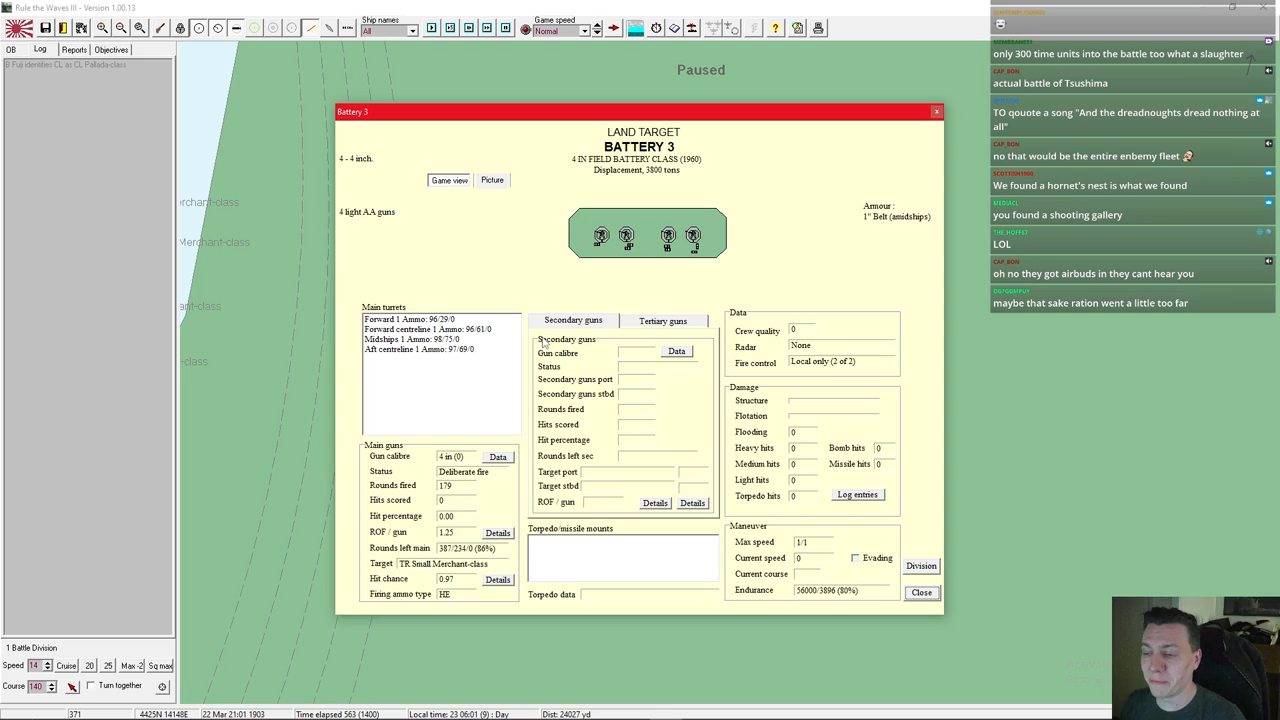 Rule the Waves III - Version 1.00.13
Ship names
All
Game speed
Normal
OB
Log
Reports
Objectives
B Fuji identifies CL as CL Pallada-class
Paused
Merchant-class
Battery 3
LAND TARGET
BATTERY 3
4 IN FIELD BATTERY CLASS (1960)
Displacement, 3800 tons
4 - 4 inch.
Game view
Picture
4 light AA guns
Armour :
1" Belt (amidships)
Main turrets
Forward 1 Ammo: 96/29/0
Forward centreline 1 Ammo: 96/61/0
Midships 1 Ammo: 98/75/0
Aft centreline 1 Ammo: 97/69/0
Main guns
Gun calibre 4 in (0) Data
Status Deliberate fire
Rounds fired 179
Hits scored 0
Hit percentage 0.00
ROF / gun 1.25 Details
Rounds left main 387/234/0 (86%)
Target TR Small Merchant-class
Hit chance 0.97 Details
Firing ammo type HE
Secondary guns
Tertiary guns
Secondary guns
Gun calibre Data
Status
Secondary guns port
Secondary guns stbd
Rounds fired
Hits scored
Hit percentage
Rounds left sec
Target port
Target stbd
ROF / gun Details Details
Torpedo/missile mounts
Torpedo data
Data
Crew quality 0
Radar None
Fire control Local only (2 of 2)
Damage
Structure
Flotation
Flooding 0
Heavy hits 0 Bomb hits 0
Medium hits 0 Missile hits 0
Light hits 0
Torpedo hits 0 Log entries
Maneuver
Max speed 1/1
Current speed 0 Evading
Current course
Endurance 56000/3896 (80%)
Division
Close
only 300 time units into the battle too what a slaughter
CAP_BON
actual battle of Tsushima
TO qouote a song "And the dreadnoughts dread nothing at
all"
CAP_BON
no that would be the entire enbemy fleet
SCOTTOH1908
We found a hornet's nest is what we found
MEDIACL
you found a shooting gallery
THE_HOFFET
LOL
CAP_BON
oh no they got airbuds in they cant hear you
maybe that sake ration went a little too far
1 Battle Division
Speed 14 Cruise 20 25 Max -2 Sq max
Course 140 Turn together
371
4425N 14148E
22 Mar 21:01 1903
Time elapsed 563 (1400)
Local time: 23 06:01 (9) : Day
Dist: 24027 yd